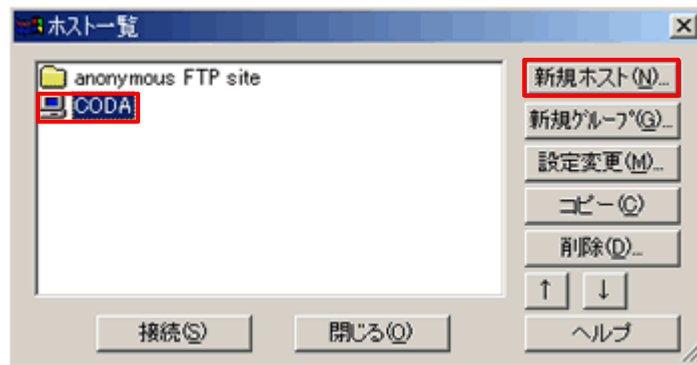 ホスト一覧
anonymous FTP site
CODA
新規ホスト(N)...
新規ｸﾞﾙｰﾌﾟ(G)...
設定変更(M)...
コピー(C)
削除(D)...
↑ ↓
接続(S)
閉じる(O)
ヘルプ